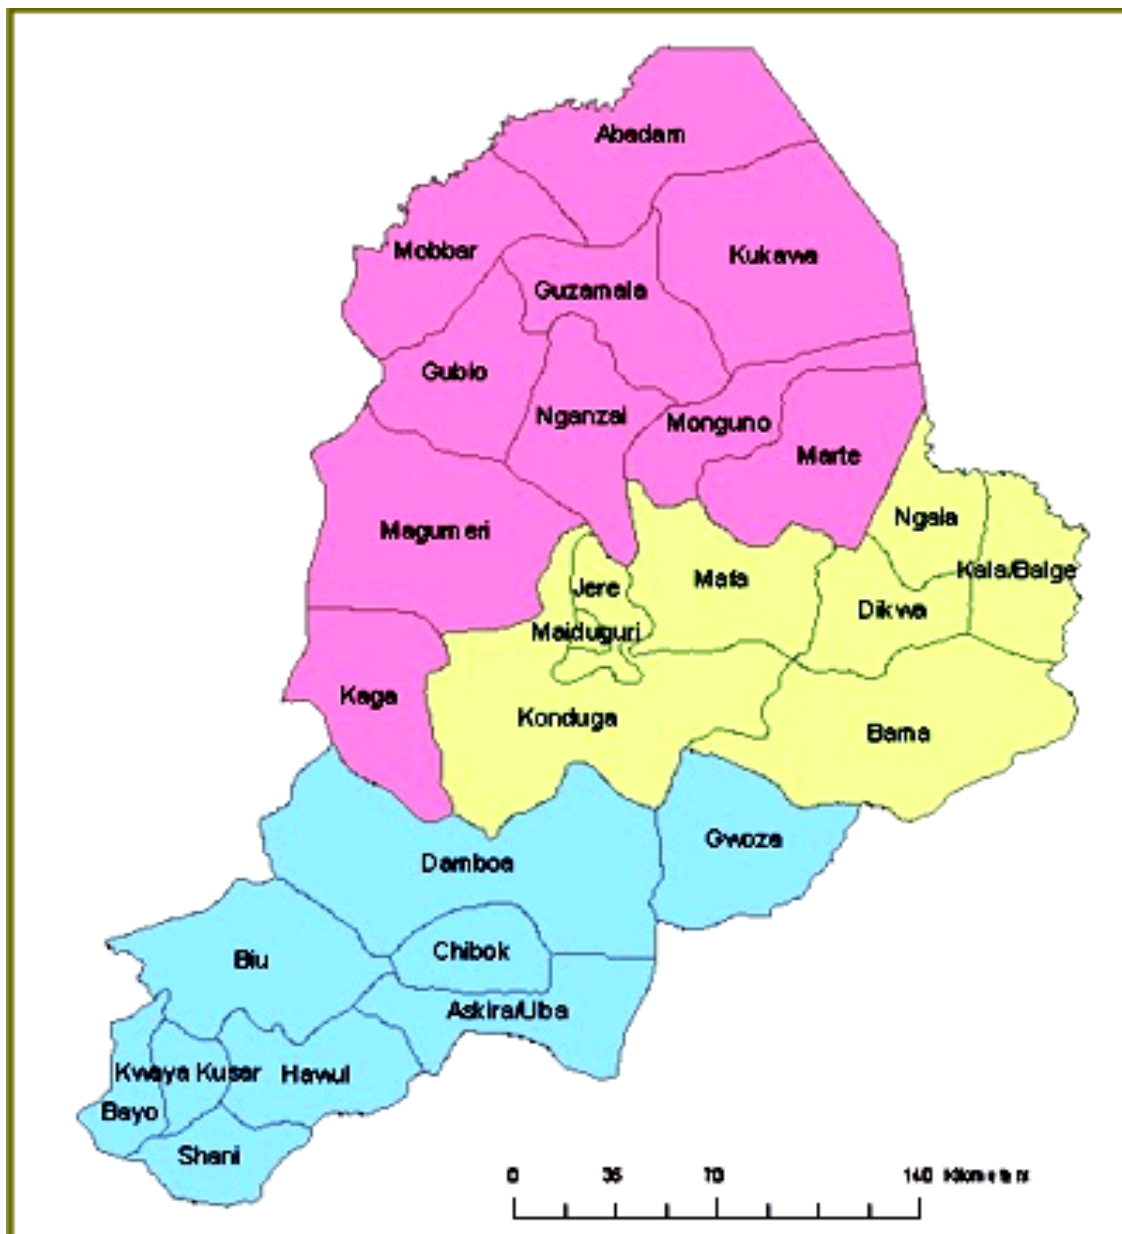 Abadam
Mobbar
Kukawa
Guzamala
Gubio
Nganzai
Monguno
Marte
Magumeri
Ngala
Kala/Balge
Jere
Mafa
Dikwa
Maiduguri
Kaga
Konduga
Bama
Gwoza
Damboa
Chibok
Biu
Askira/Uba
Kwaya Kusar
Hawul
Bayo
Shani
0 35 70 140 Kilometers